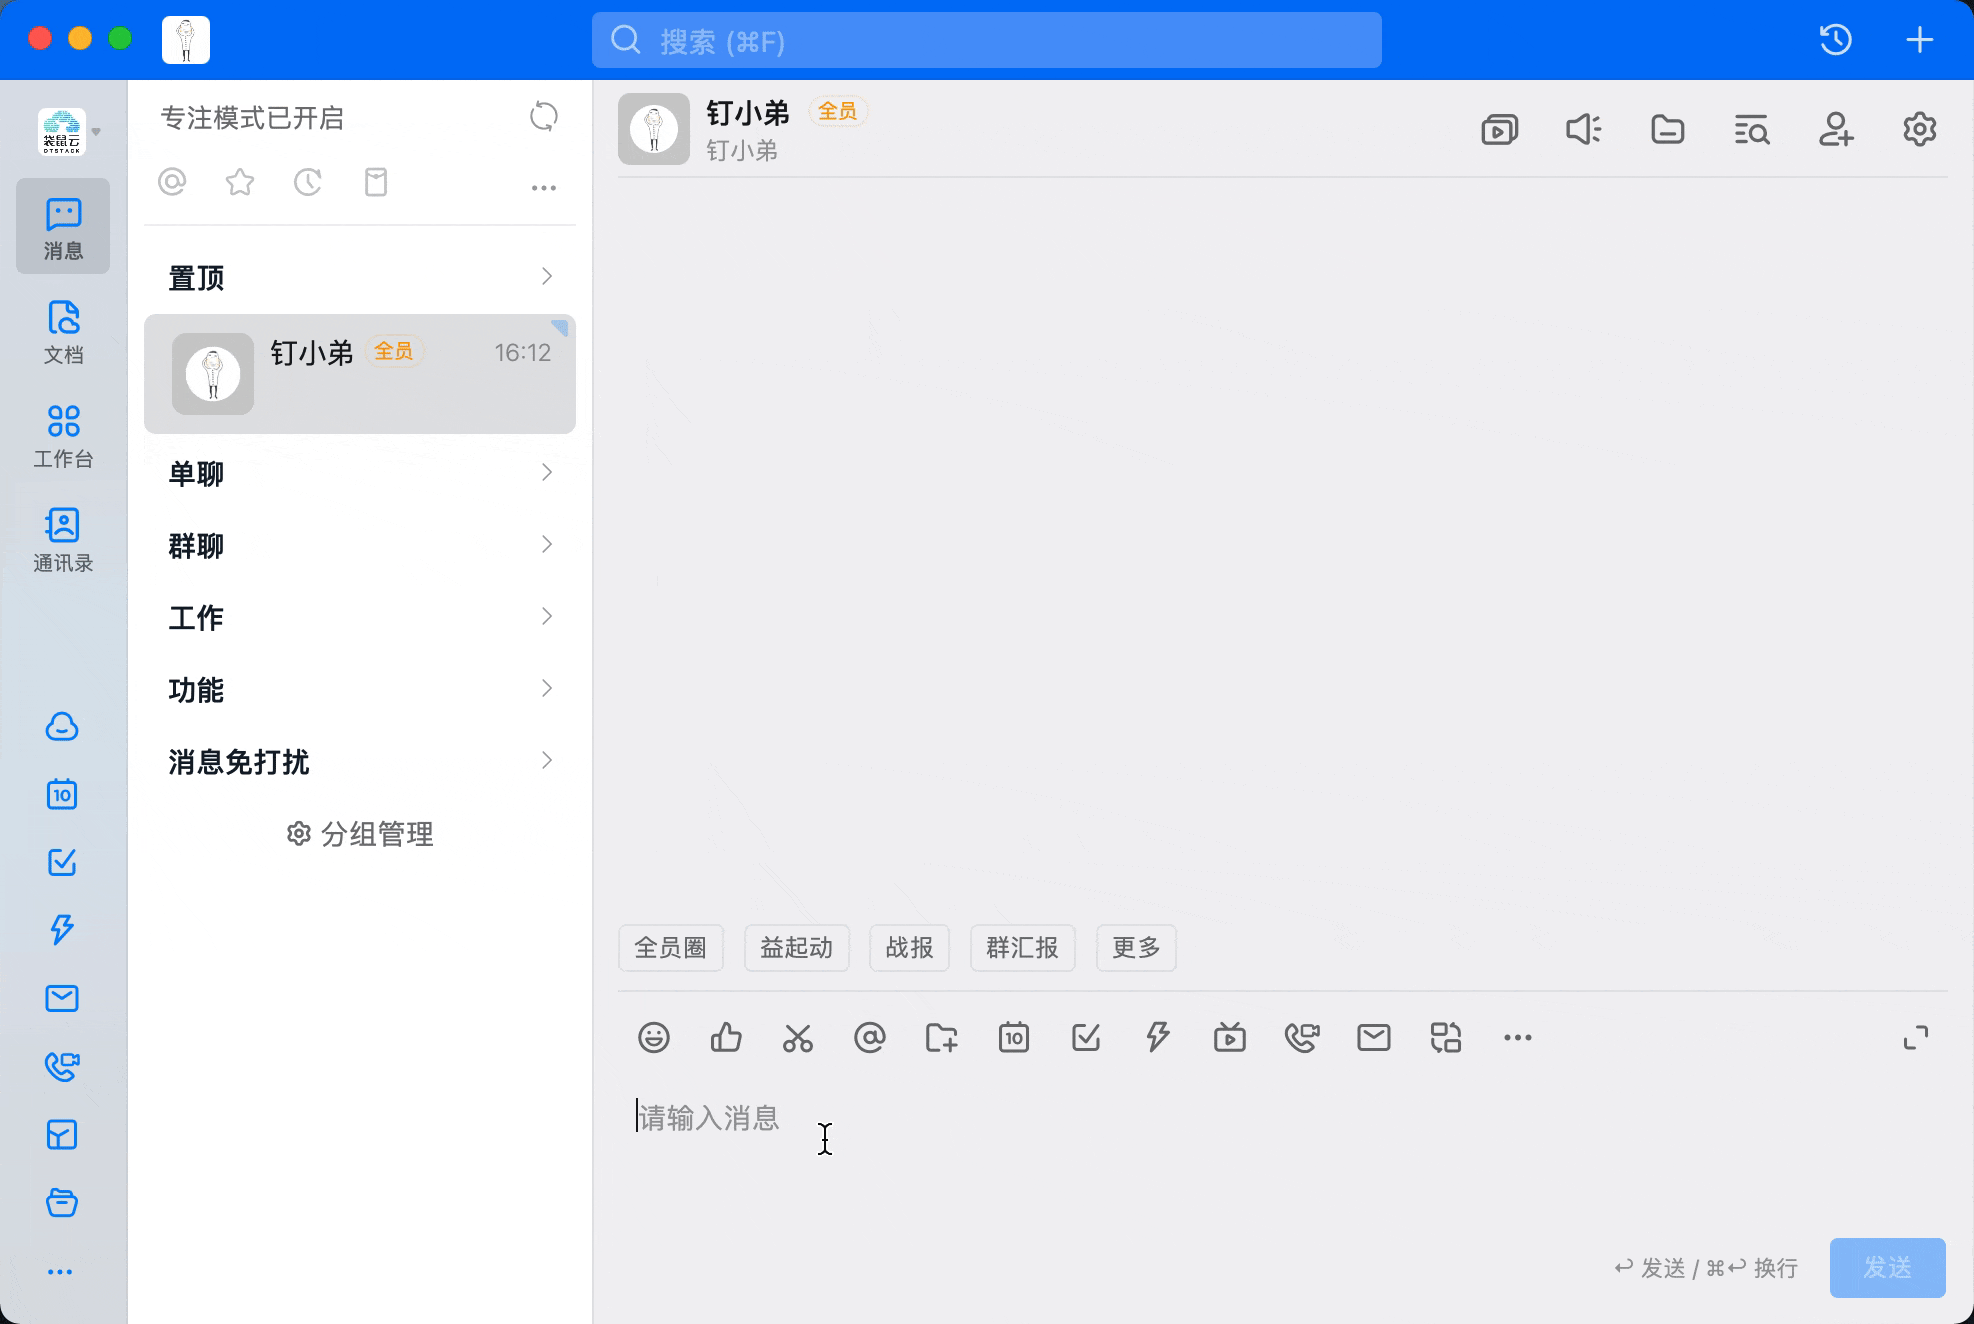 搜索 (⌘F)
袋鼠云
DTSTACK
消息
文档
工作台
通讯录
10
专注模式已开启
置顶
钉小弟 全员 16:12
单聊
群聊
工作
功能
消息免打扰
分组管理
钉小弟 全员
钉小弟
全员圈 益起动 战报 群汇报 更多
10
请输入消息
↩ 发送 / ⌘↩ 换行 发送